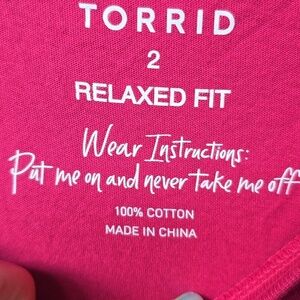 TORRID
2
RELAXED FIT
Wear Instructions:
Put me on and never take me off
100% COTTON
MADE IN CHINA